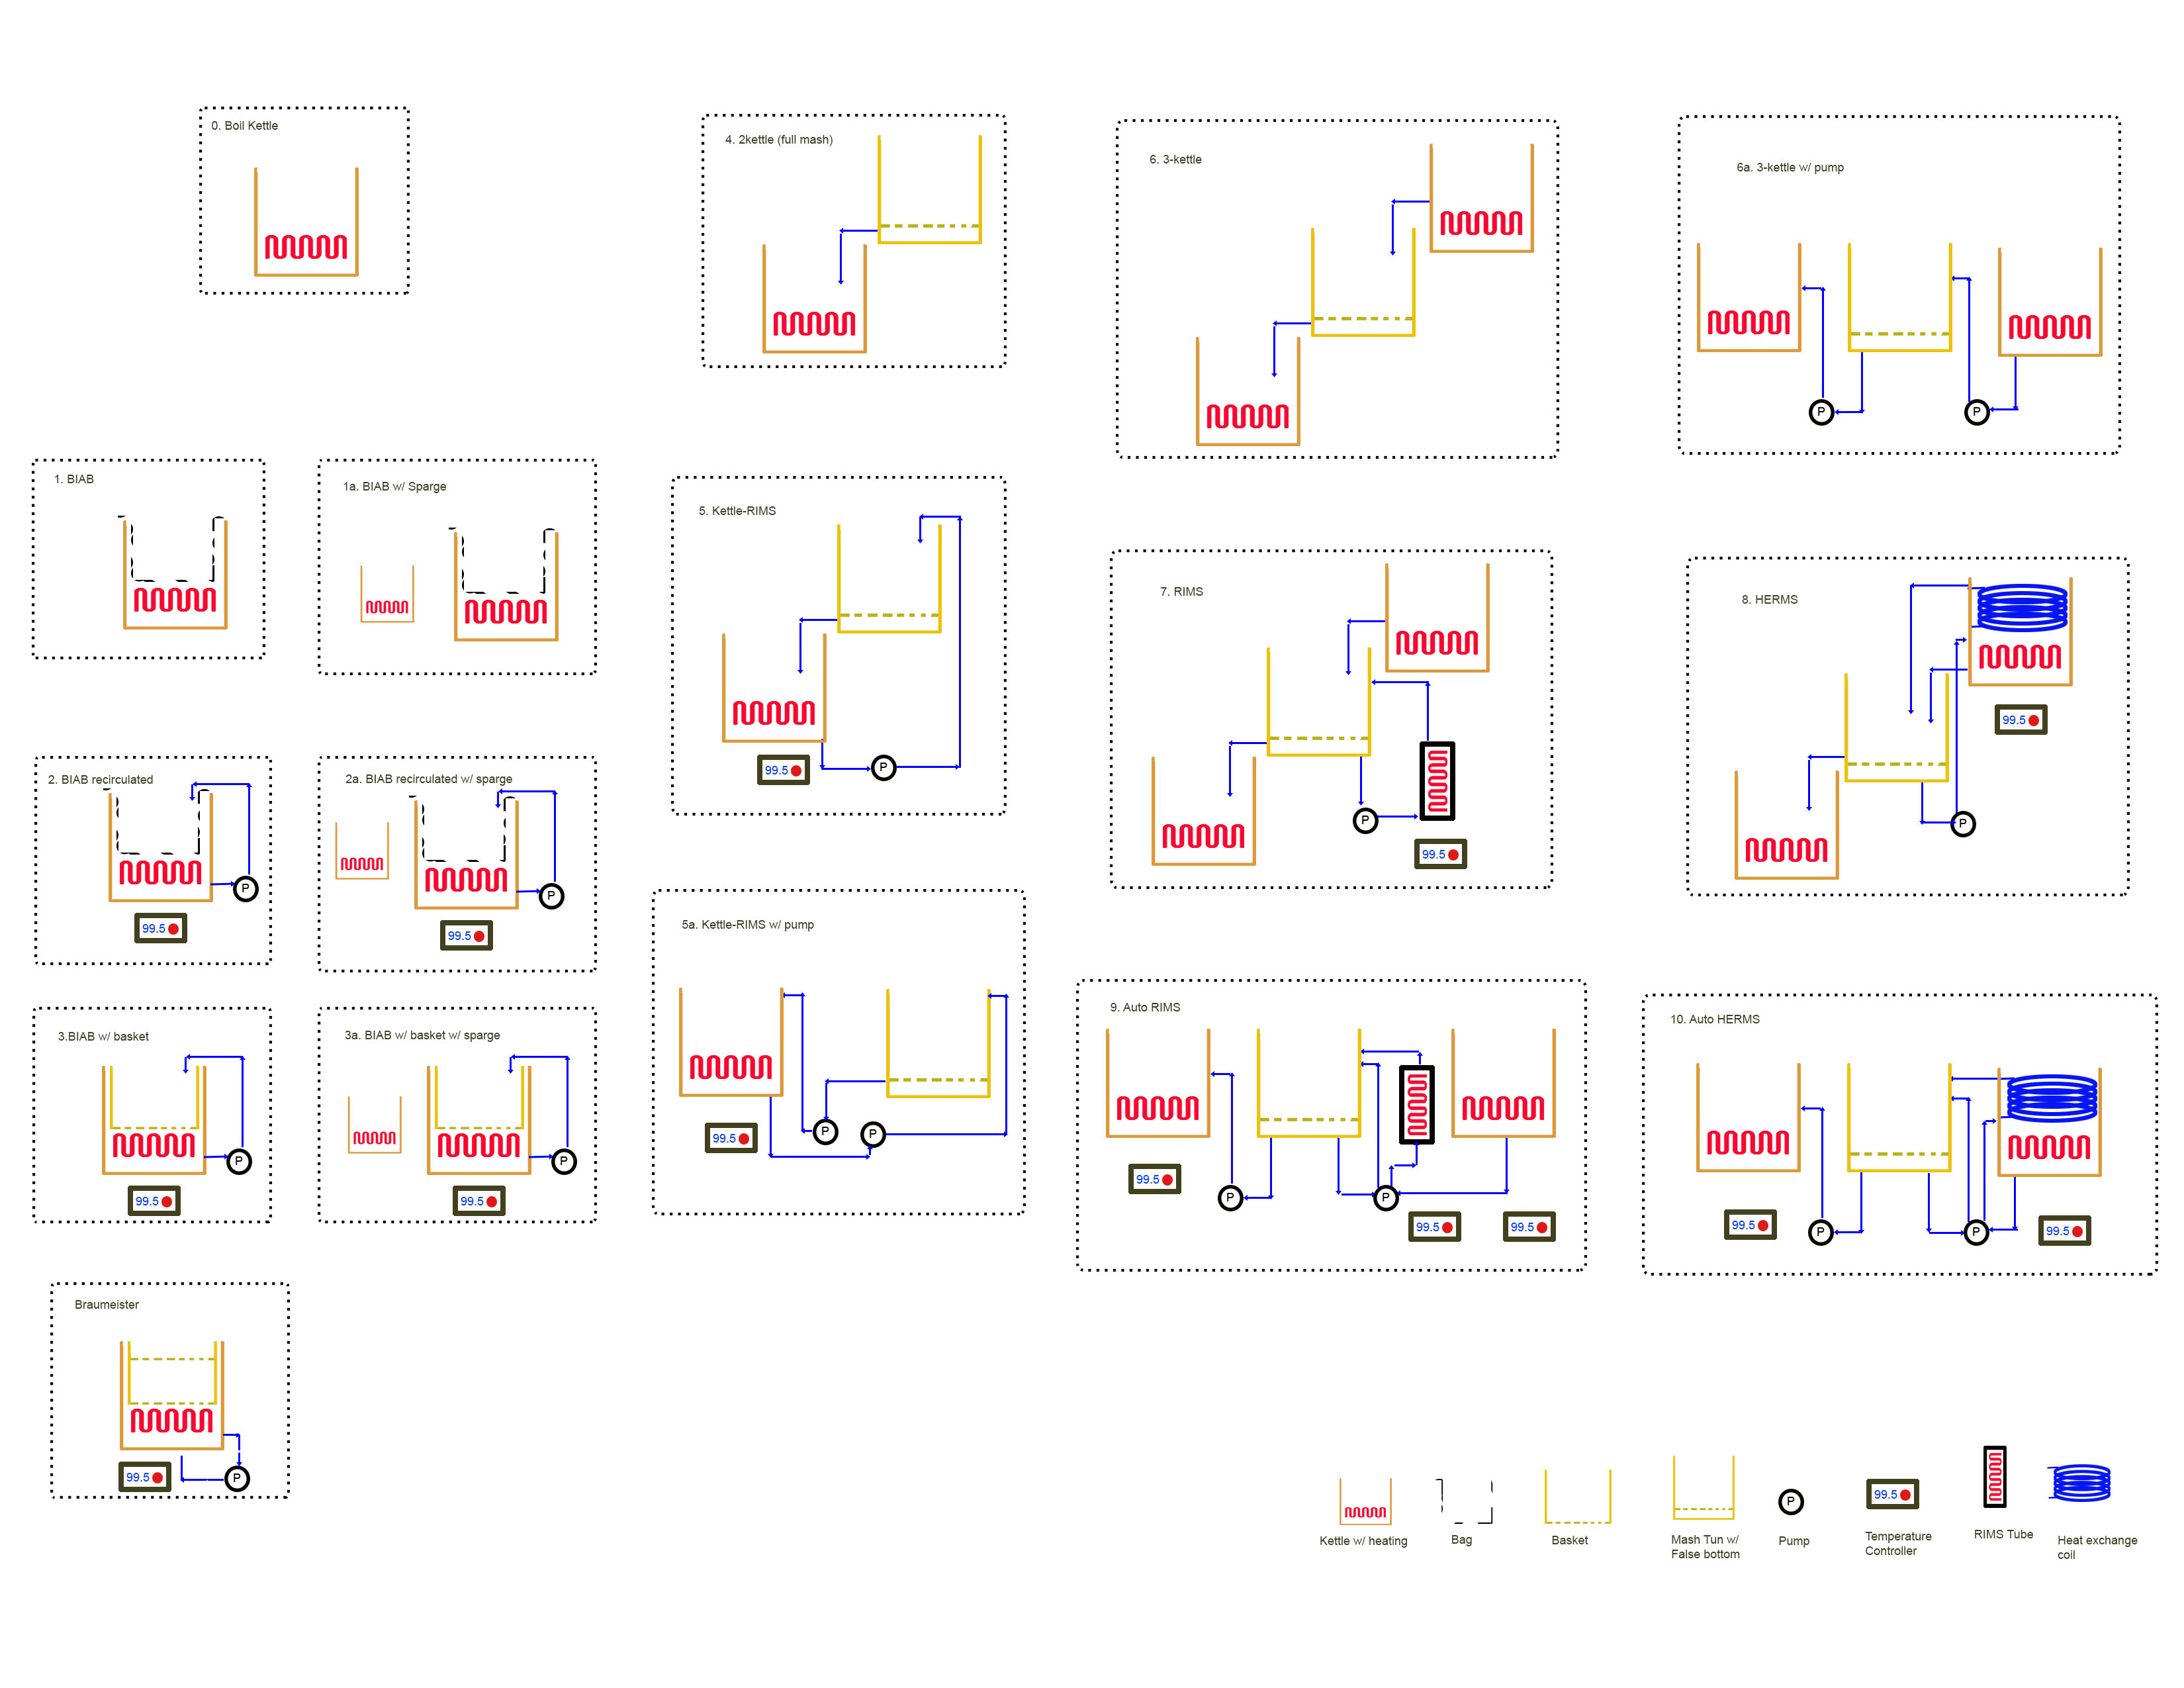 0. Boil Kettle
4. 2kettle (full mash)
6. 3-kettle
6a. 3-kettle w/ pump
P
P
1. BIAB
1a. BIAB w/ Sparge
5. Kettle-RIMS
99.5
P
7. RIMS
P
99.5
8. HERMS
99.5
P
2. BIAB recirculated
P
99.5
2a. BIAB recirculated w/ sparge
P
99.5
5a. Kettle-RIMS w/ pump
99.5
P
P
3.BIAB w/ basket
P
99.5
3a. BIAB w/ basket w/ sparge
P
99.5
9. Auto RIMS
99.5
P
P
99.5
99.5
10. Auto HERMS
99.5
P
P
99.5
Braumeister
99.5
P
P
99.5
Kettle w/ heating
Bag
Basket
Mash Tun w/
False bottom
Pump
Temperature
Controller
RIMS Tube
Heat exchange
coil